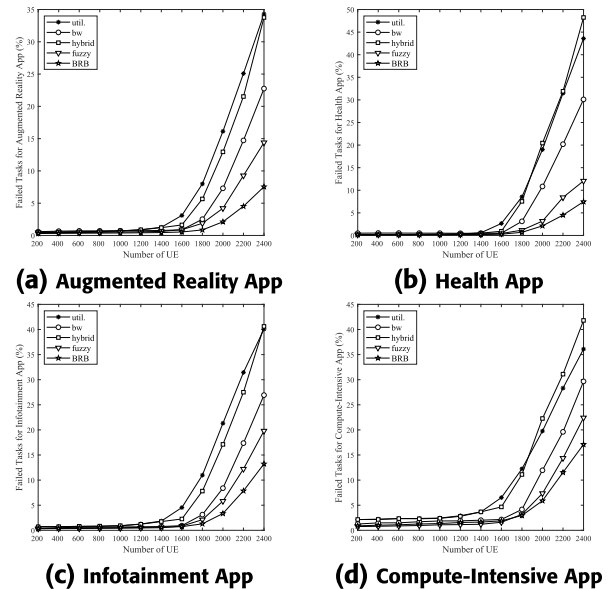 35
30
25
20
15
10
5
0
Failed Tasks for Augmented Reality App (%)
util.
bw
hybrid
fuzzy
BRB
200 400 600 800 1000 1200 1400 1600 1800 2000 2200 2400
Number of UE
(a) Augmented Reality App
50
45
40
35
30
25
20
15
10
5
0
Failed Tasks for Health App (%)
util.
bw
hybrid
fuzzy
BRB
200 400 600 800 1000 1200 1400 1600 1800 2000 2200 2400
Number of UE
(b) Health App
45
40
35
30
25
20
15
10
5
0
Failed Tasks for Infotainment App (%)
util.
bw
hybrid
fuzzy
BRB
200 400 600 800 1000 1200 1400 1600 1800 2000 2200 2400
Number of UE
(c) Infotainment App
45
40
35
30
25
20
15
10
5
0
Failed Tasks for Compute-Intensive App (%)
util.
bw
hybrid
fuzzy
BRB
200 400 600 800 1000 1200 1400 1600 1800 2000 2200 2400
Number of UE
(d) Compute-Intensive App